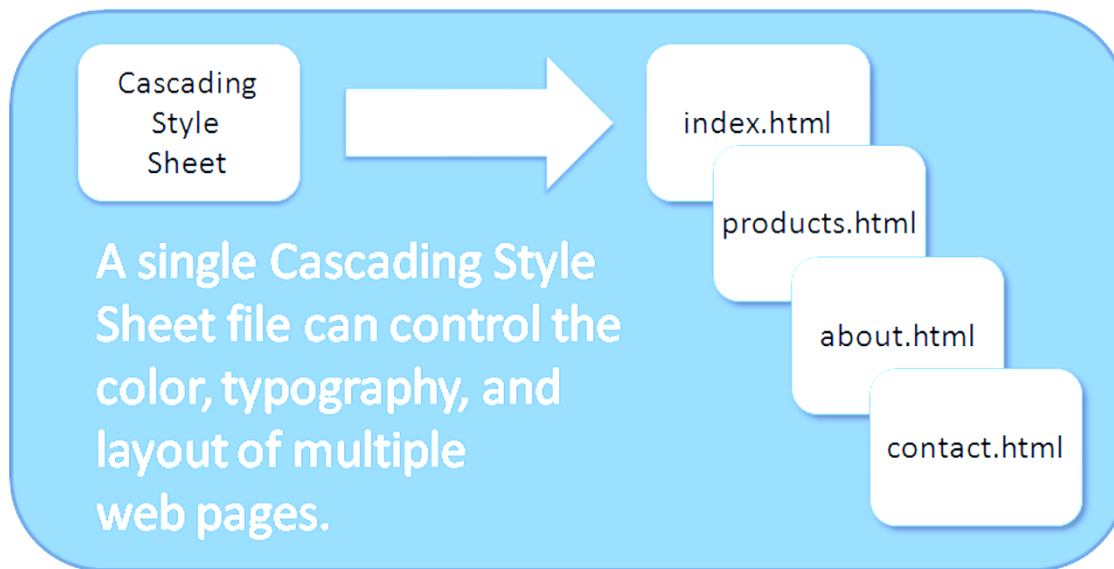 Cascading
Style
Sheet
index.html
products.html
about.html
contact.html
A single Cascading Style
Sheet file can control the
color, typography, and
layout of multiple
web pages.